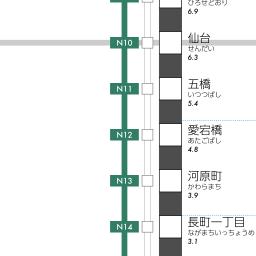 ひろせどおり
6.9
N10
仙台
せんだい
6.3
N11
五橋
いつつばし
5.4
N12
愛宕橋
あたごばし
4.8
N13
河原町
かわらまち
3.9
N14
長町一丁目
ながまちいっちょうめ
3.1